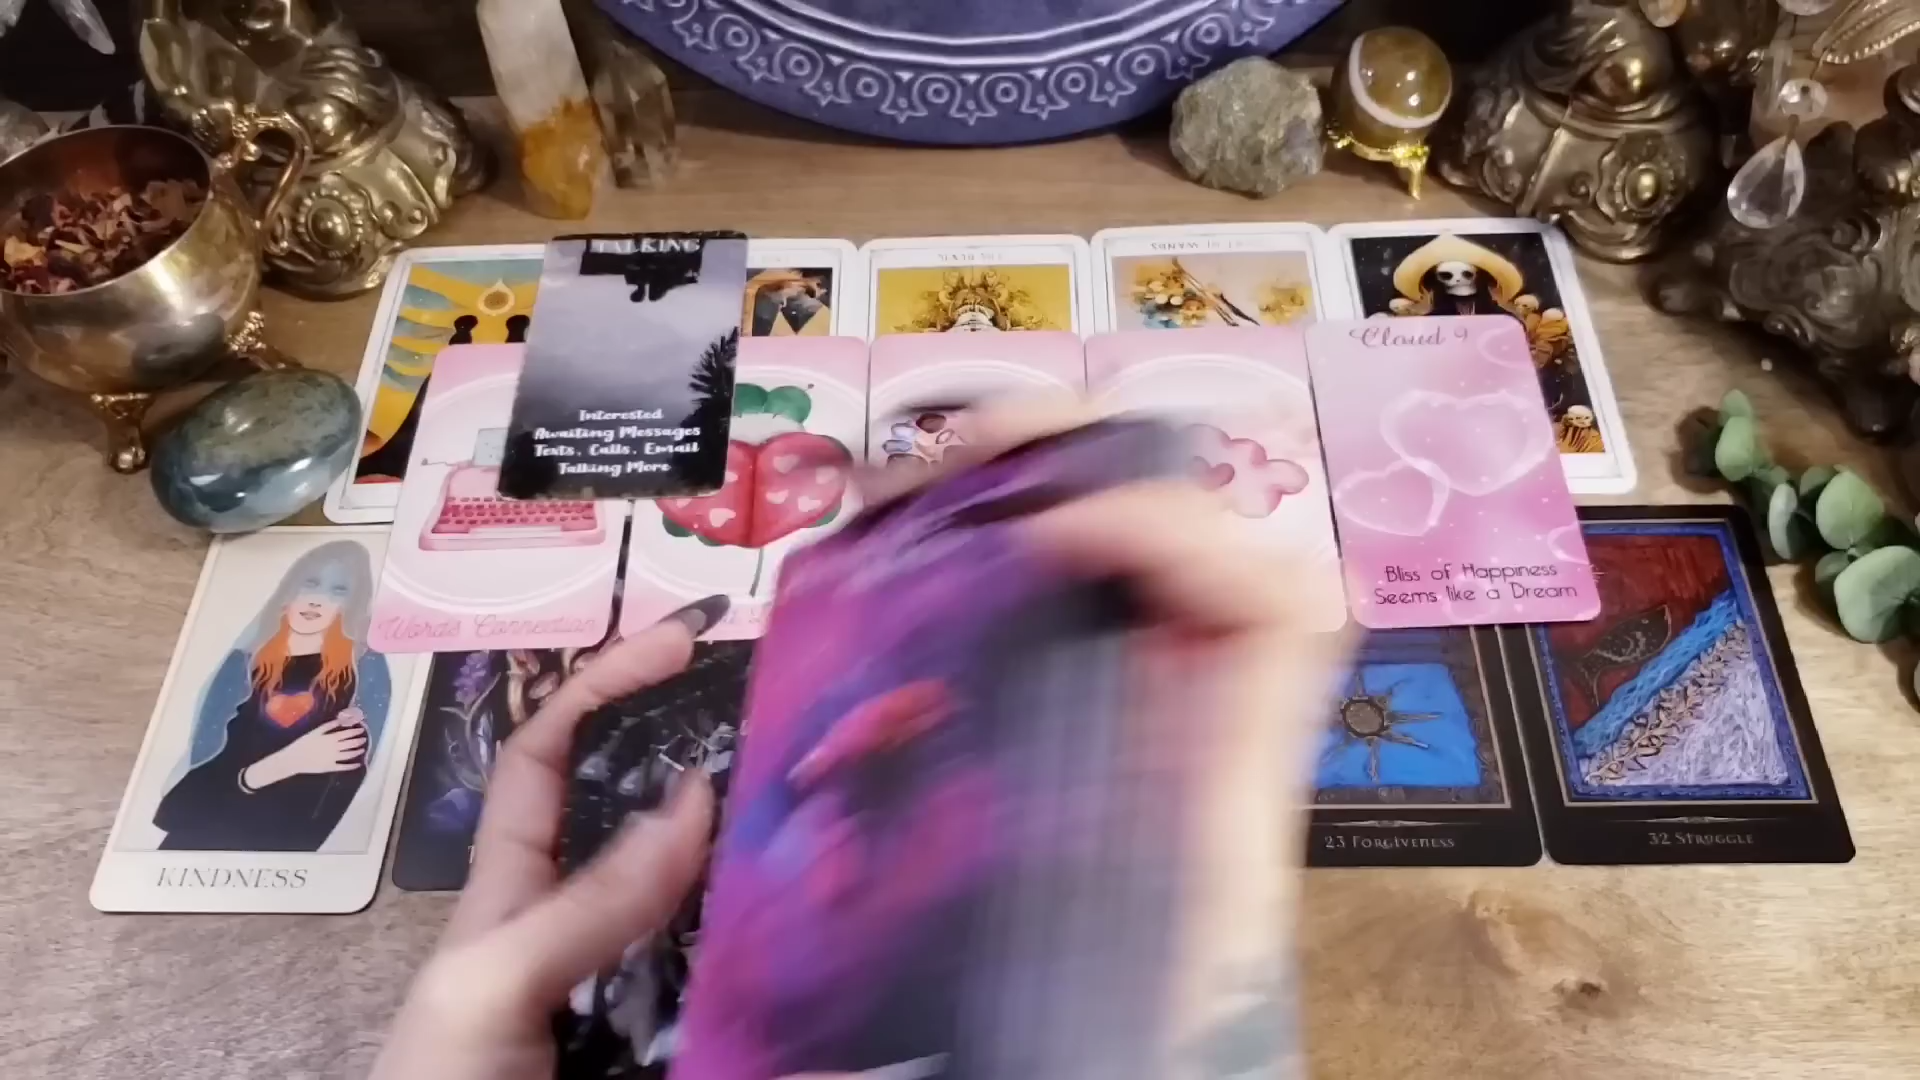 TALKING
Interested
Awaiting Messages
Texts, Calls, Email
Talking More
Cloud 9
Bliss of Happiness
Seems like a Dream
Words Connection
KINDNESS
23 FORGIVENESS
32 STRUGGLE